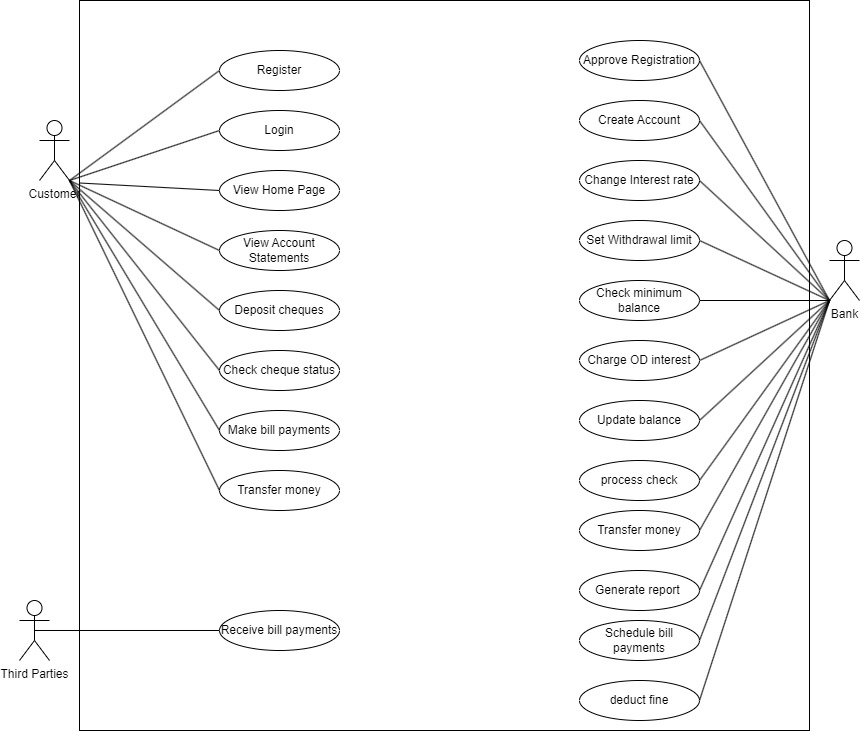 Register
Login
Customer
View Home Page
View Account
Statements
Deposit cheques
Check cheque status
Make bill payments
Transfer money
Receive bill payments
Third Parties
Approve Registration
Create Account
Change Interest rate
Set Withdrawal limit
Check minimum
balance
Bank
Charge OD interest
Update balance
process check
Transfer money
Generate report
Schedule bill
payments
deduct fine